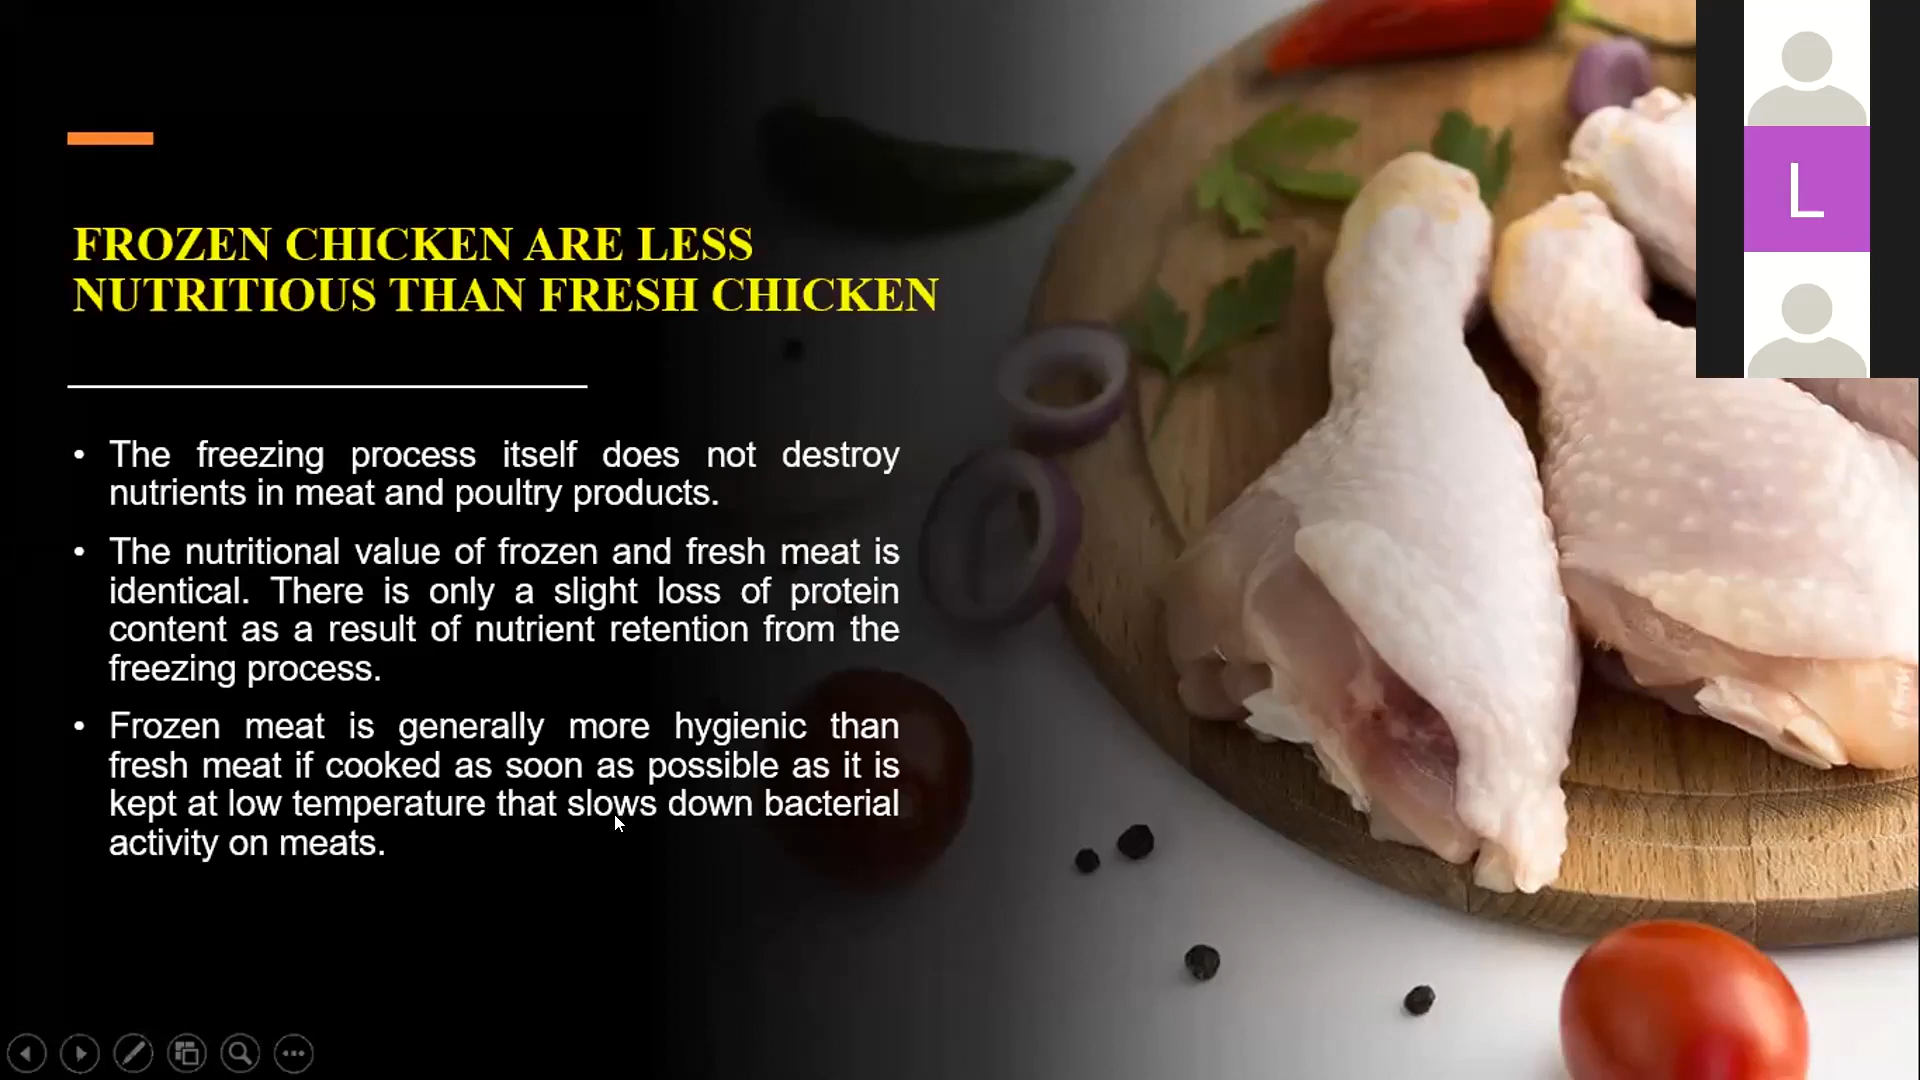 FROZEN CHICKEN ARE LESS
NUTRITIOUS THAN FRESH CHICKEN
• The freezing process itself does not destroy
nutrients in meat and poultry products.
• The nutritional value of frozen and fresh meat is
identical. There is only a slight loss of protein
content as a result of nutrient retention from the
freezing process.
• Frozen meat is generally more hygienic than
fresh meat if cooked as soon as possible as it is
kept at low temperature that slows down bacterial
activity on meats.
L